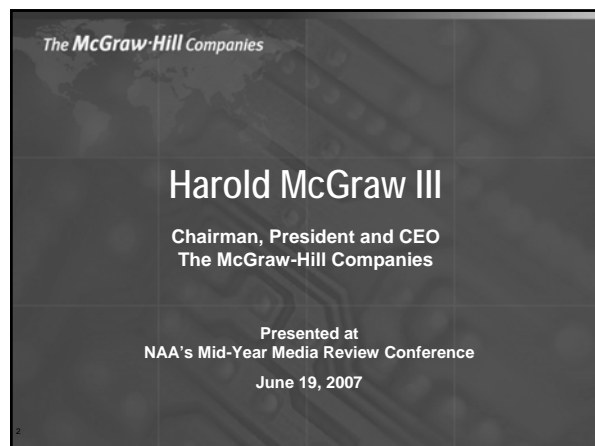 The McGraw·Hill Companies
Harold McGraw III
Chairman, President and CEO
The McGraw-Hill Companies
Presented at
NAA's Mid-Year Media Review Conference
June 19, 2007
2